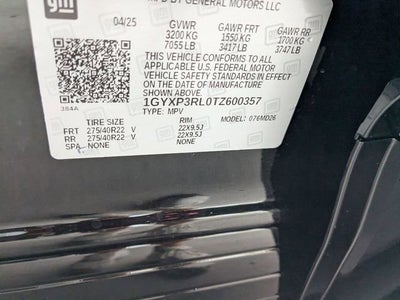 gm
MFD BY GENERAL MOTORS LLC
04/25 GVWR GAWR FRT GAWR RR
3200 KG 1550 KG 1700 KG
7055 LB 3417 LB 3747 LB
THIS VEHICLE CONFORMS TO ALL
APPLICABLE U.S. FEDERAL MOTOR
VEHICLE SAFETY STANDARDS IN EFFECT
ON THE DATE OF MANUFACTURE SHOWN ABOVE.
1GYXP3RL0TZ600357
384A TYPE: MPV MODEL: 076MD26
TIRE SIZE RIM
FRT 275/40R22 V 22X9.5J
RR 275/40R22 V 22X9.5J
SPA NONE NONE